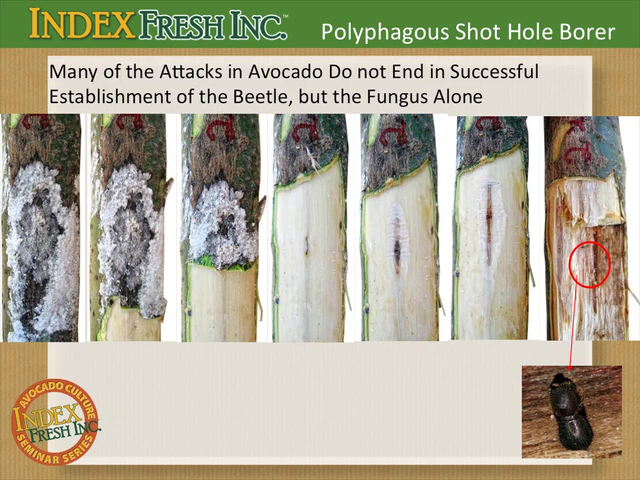 INDEX FRESH INC.™
Polyphagous Shot Hole Borer
Many of the Attacks in Avocado Do not End in Successful
Establishment of the Beetle, but the Fungus Alone
AVOCADO CULTURE
INDEX
FRESH INC.
SEMINAR SERIES